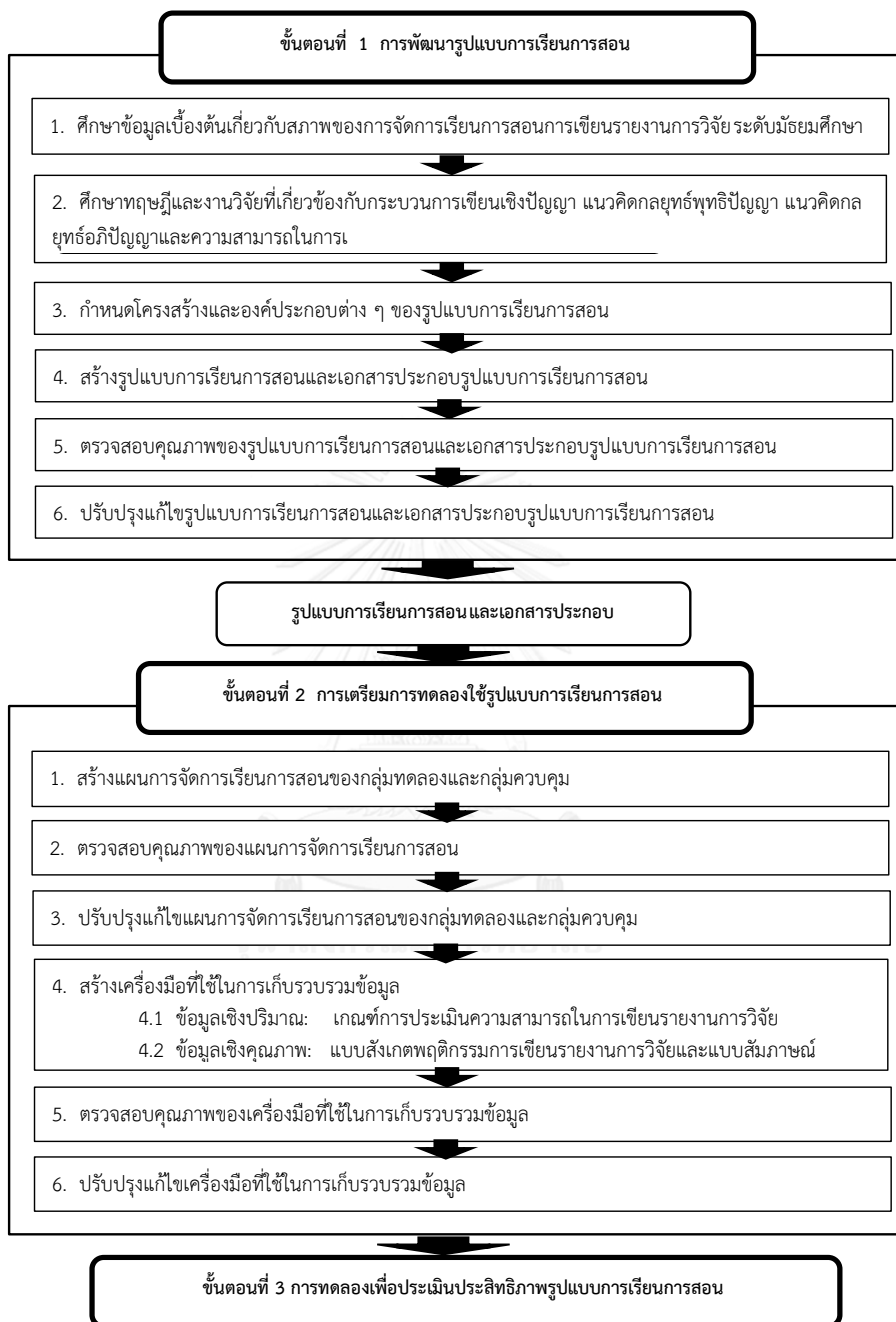 ขั้นตอนที่ 1 การพัฒนารูปแบบการเรียนการสอน
1. ศึกษาข้อมูลเบื้องต้นเกี่ยวกับสภาพของการจัดการเรียนการสอนการเขียนรายงานการวิจัย ระดับมัธยมศึกษา
2. ศึกษาทฤษฎีและงานวิจัยที่เกี่ยวข้องกับกระบวนการเขียนเชิงปัญญา แนวคิดกลยุทธ์พุทธิปัญญา แนวคิดกล
ยุทธ์อภิปัญญาและความสามารถในการเ
3. กำหนดโครงสร้างและองค์ประกอบต่าง ๆ ของรูปแบบการเรียนการสอน
4. สร้างรูปแบบการเรียนการสอนและเอกสารประกอบรูปแบบการเรียนการสอน
5. ตรวจสอบคุณภาพของรูปแบบการเรียนการสอนและเอกสารประกอบรูปแบบการเรียนการสอน
6. ปรับปรุงแก้ไขรูปแบบการเรียนการสอนและเอกสารประกอบรูปแบบการเรียนการสอน
รูปแบบการเรียนการสอน และเอกสารประกอบ
ขั้นตอนที่ 2 การเตรียมการทดลองใช้รูปแบบการเรียนการสอน
1. สร้างแผนการจัดการเรียนการสอนของกลุ่มทดลองและกลุ่มควบคุม
2. ตรวจสอบคุณภาพของแผนการจัดการเรียนการสอน
3. ปรับปรุงแก้ไขแผนการจัดการเรียนการสอนของกลุ่มทดลองและกลุ่มควบคุม
4. สร้างเครื่องมือที่ใช้ในการเก็บรวบรวมข้อมูล
4.1 ข้อมูลเชิงปริมาณ: เกณฑ์การประเมินความสามารถในการเขียนรายงานการวิจัย
4.2 ข้อมูลเชิงคุณภาพ: แบบสังเกตพฤติกรรมการเขียนรายงานการวิจัยและแบบสัมภาษณ์
5. ตรวจสอบคุณภาพของเครื่องมือที่ใช้ในการเก็บรวบรวมข้อมูล
6. ปรับปรุงแก้ไขเครื่องมือที่ใช้ในการเก็บรวบรวมข้อมูล
ขั้นตอนที่ 3 การทดลองเพื่อประเมินประสิทธิภาพรูปแบบการเรียนการสอน